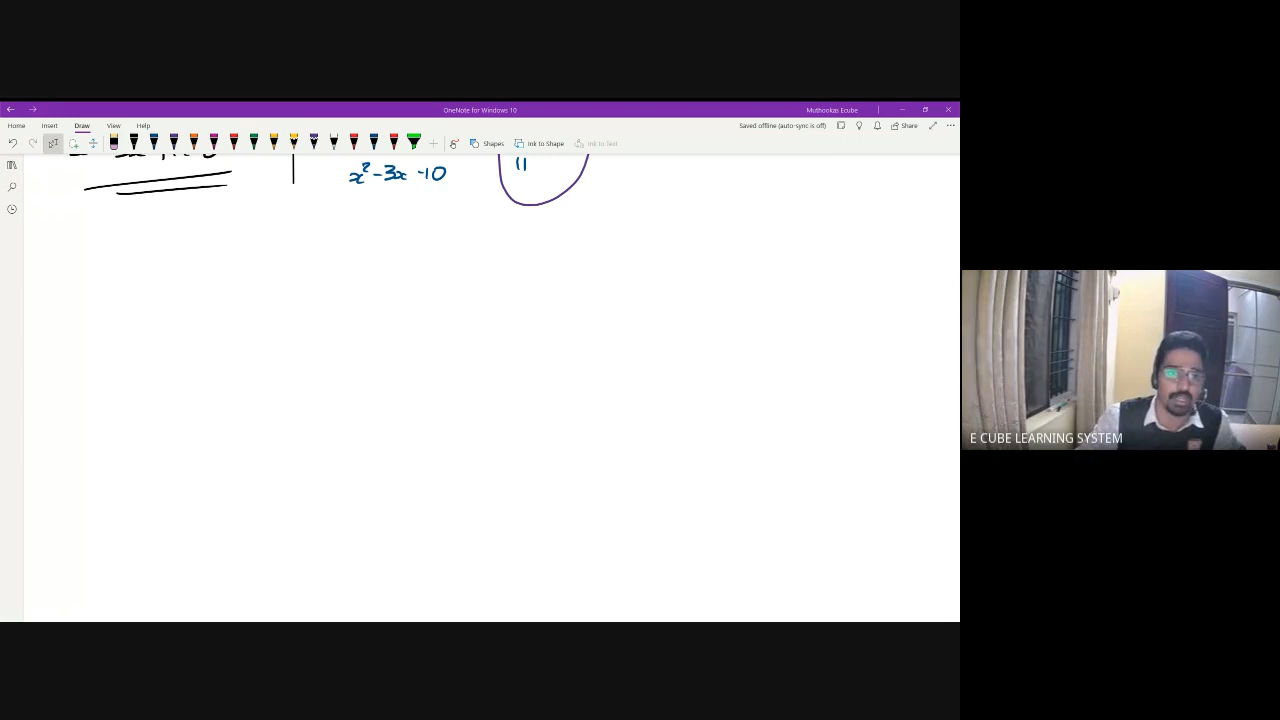 OneNote for Windows 10
Muthookas Ecube
Home Insert Draw View Help
Saved offline (auto-sync is off)
Share
Shapes
Ink to Shape
Ink to Text
x² - 3x - 10
11
E CUBE LEARNING SYSTEM